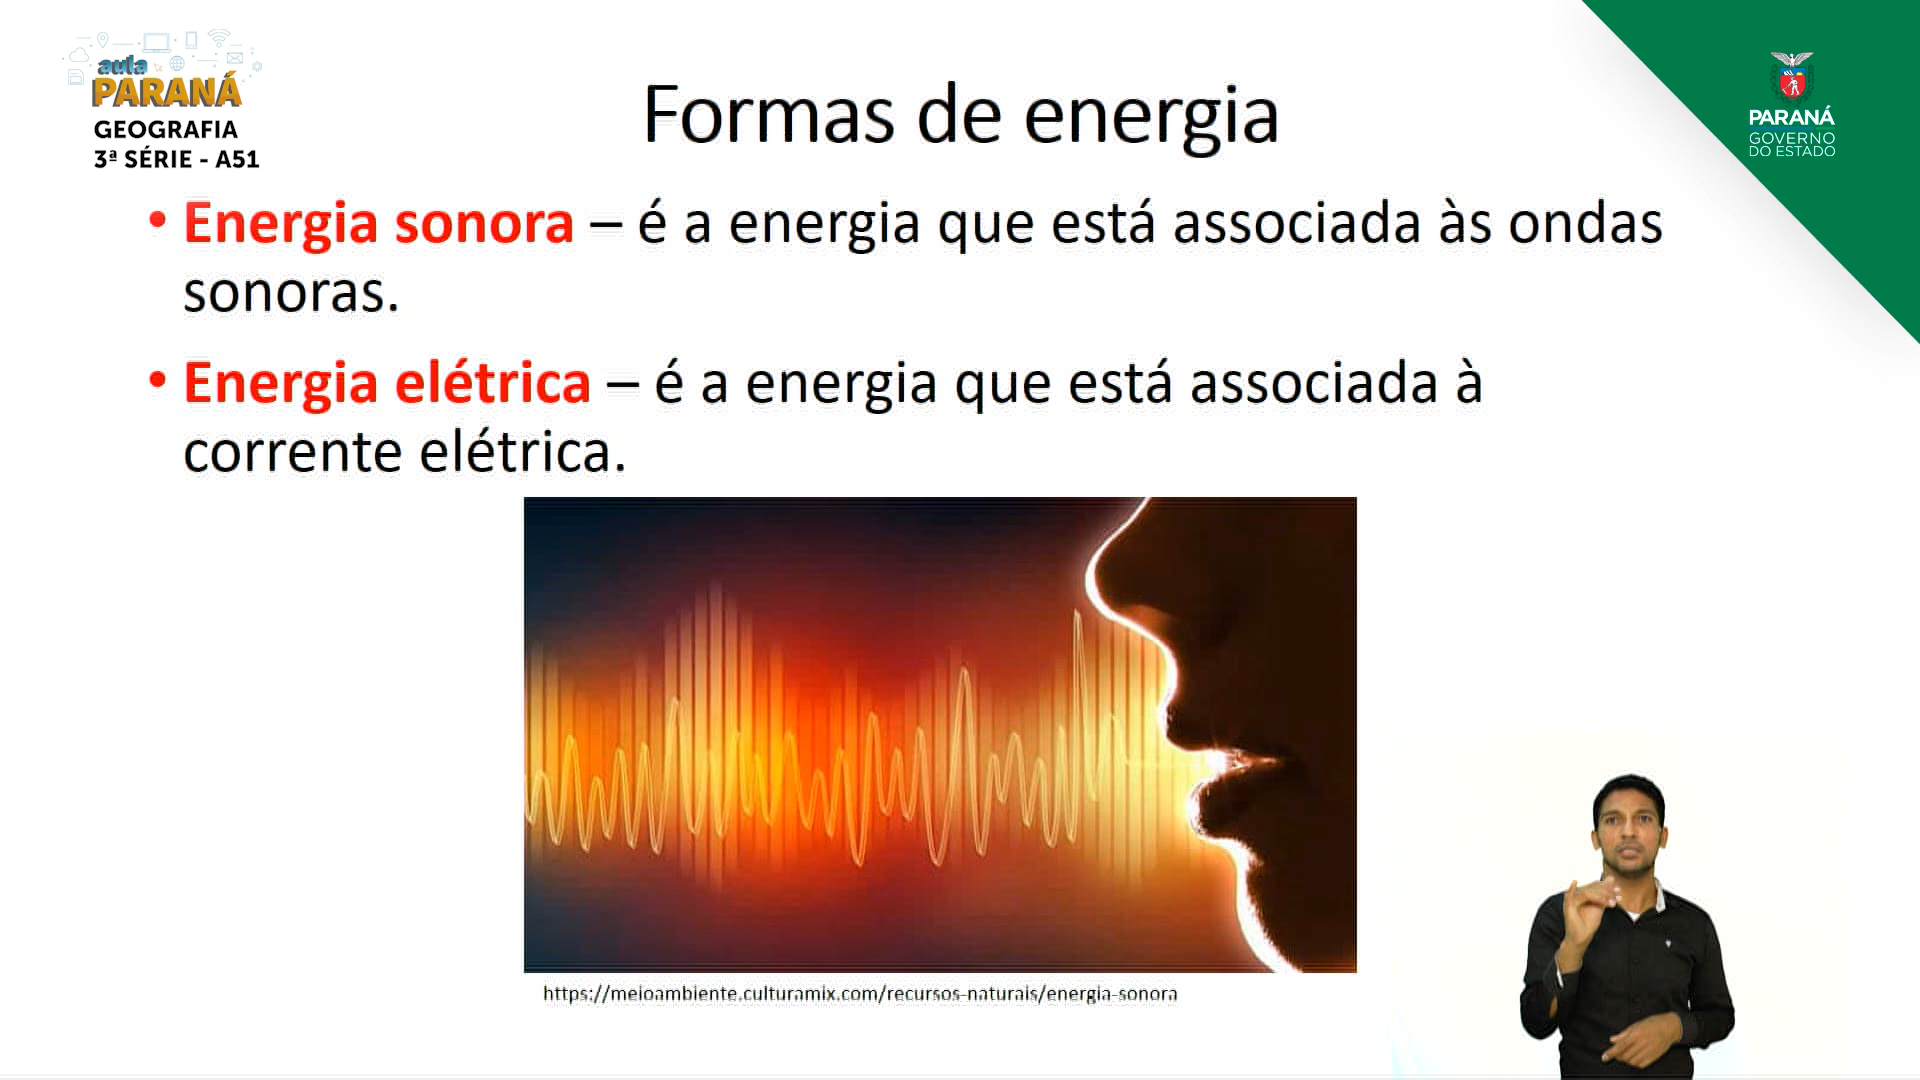 aula
PARANÁ
GEOGRAFIA
3ª SÉRIE - A51
Formas de energia
PARANÁ
GOVERNO
DO ESTADO
• Energia sonora – é a energia que está associada às ondas
sonoras.
• Energia elétrica – é a energia que está associada à
corrente elétrica.
https://meioambiente.culturamix.com/recursos-naturais/energia-sonora